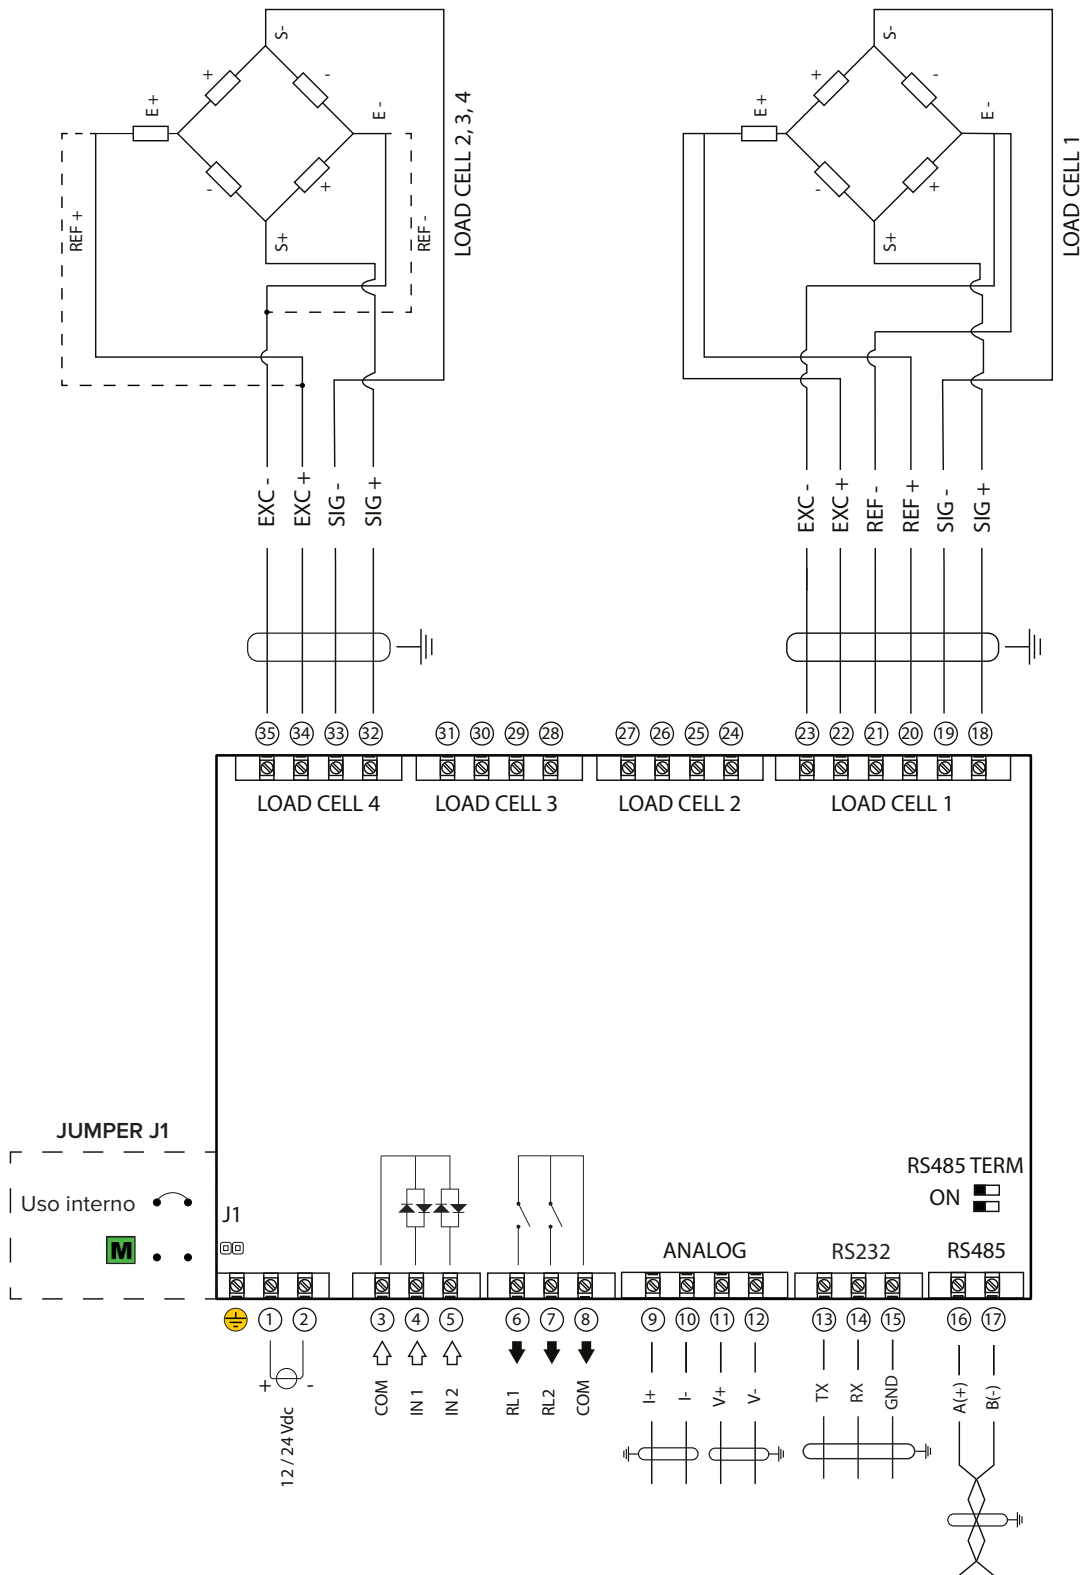 S-
+
-
E +
E -
-
+
S+
REF +
REF -
LOAD CELL 2, 3, 4
S-
+
-
E+
E -
-
+
S+
LOAD CELL 1
EXC -
EXC +
SIG -
SIG +
EXC -
EXC +
REF -
REF +
SIG -
SIG +
35 34 33 32 31 30 29 28 27 26 25 24 23 22 21 20 19 18
LOAD CELL 4 LOAD CELL 3 LOAD CELL 2 LOAD CELL 1
JUMPER J1
Uso interno
M
J1
RS485 TERM
ON
ANALOG RS232 RS485
1 2 3 4 5 6 7 8 9 10 11 12 13 14 15 16 17
+ -
12 / 24 Vdc
COM
IN 1
IN 2
RL1
RL2
COM
I+
I-
V+
V-
TX
RX
GND
A(+)
B(-)